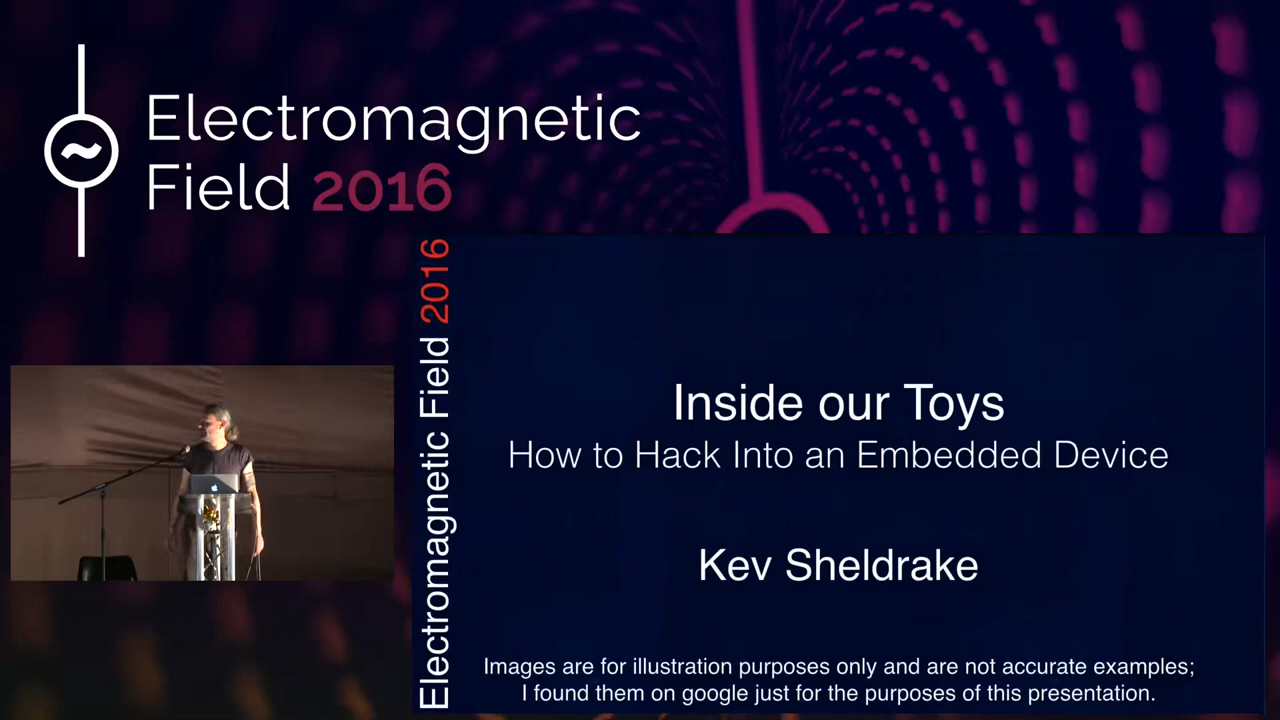 Electromagnetic
Field 2016
Electromagnetic Field 2016
Inside our Toys
How to Hack Into an Embedded Device
Kev Sheldrake
Images are for illustration purposes only and are not accurate examples;
I found them on google just for the purposes of this presentation.